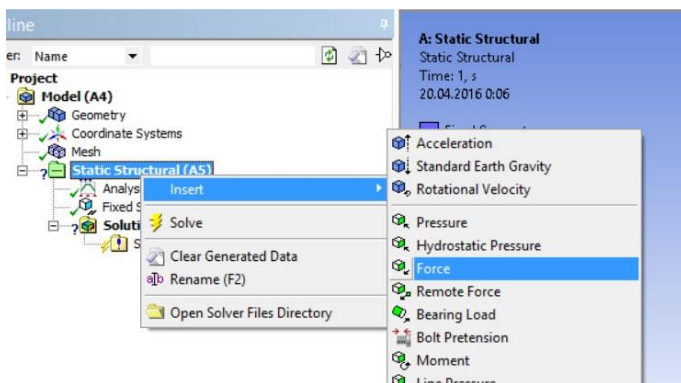 line
er: Name
Project
Model (A4)
Geometry
Coordinate Systems
Mesh
Static Structural (A5)
Analys
Fixed S
Soluti
S
Insert
Solve
Clear Generated Data
Rename (F2)
Open Solver Files Directory
A: Static Structural
Static Structural
Time: 1, s
20.04.2016 0:06
Acceleration
Standard Earth Gravity
Rotational Velocity
Pressure
Hydrostatic Pressure
Force
Remote Force
Bearing Load
Bolt Pretension
Moment
Line Pressure